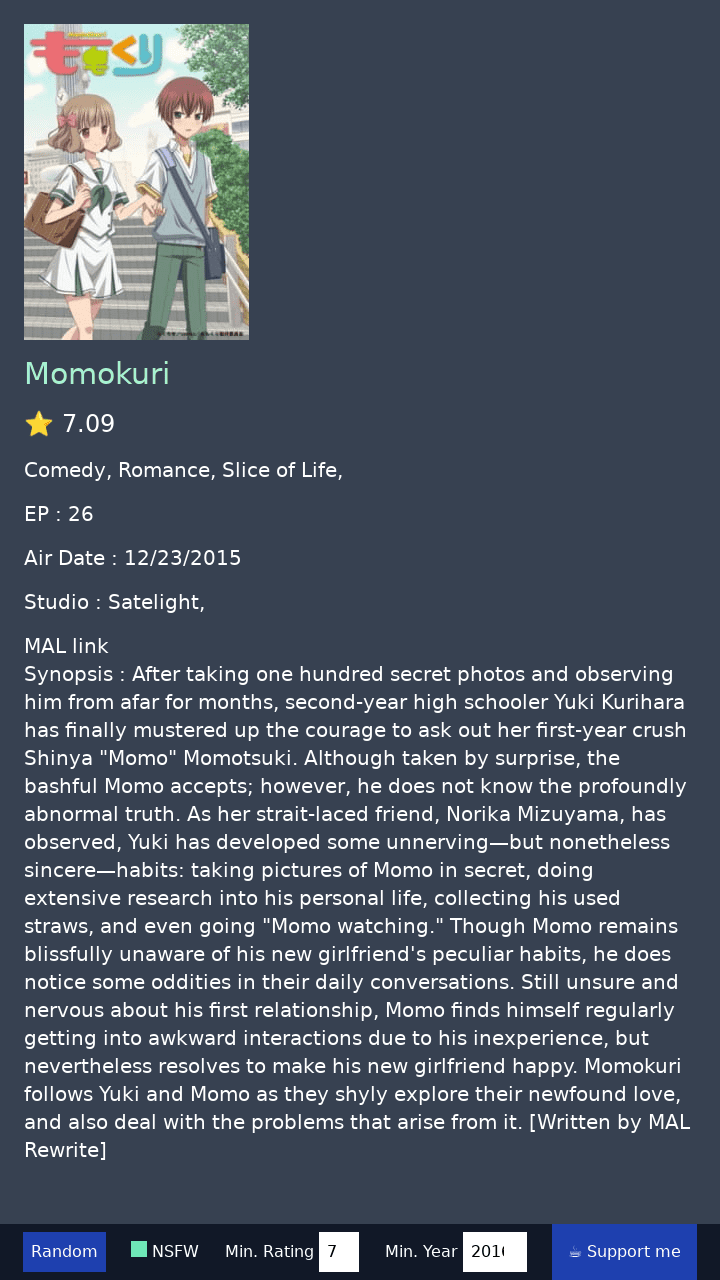 momokuri
ももくり
Momokuri
⭐ 7.09
Comedy, Romance, Slice of Life,
EP : 26
Air Date : 12/23/2015
Studio : Satelight,
MAL link
Synopsis : After taking one hundred secret photos and observing
him from afar for months, second-year high schooler Yuki Kurihara
has finally mustered up the courage to ask out her first-year crush
Shinya "Momo" Momotsuki. Although taken by surprise, the
bashful Momo accepts; however, he does not know the profoundly
abnormal truth. As her strait-laced friend, Norika Mizuyama, has
observed, Yuki has developed some unnerving—but nonetheless
sincere—habits: taking pictures of Momo in secret, doing
extensive research into his personal life, collecting his used
straws, and even going "Momo watching." Though Momo remains
blissfully unaware of his new girlfriend's peculiar habits, he does
notice some oddities in their daily conversations. Still unsure and
nervous about his first relationship, Momo finds himself regularly
getting into awkward interactions due to his inexperience, but
nevertheless resolves to make his new girlfriend happy. Momokuri
follows Yuki and Momo as they shyly explore their newfound love,
and also deal with the problems that arise from it. [Written by MAL
Rewrite]
Random NSFW Min. Rating 7 Min. Year 201 ☕ Support me